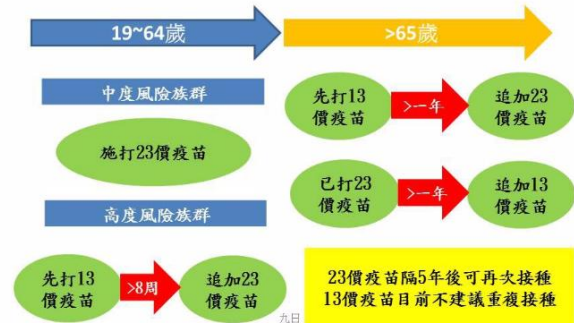 19~64歲
>65歲
中度風險族群
施打23價疫苗
高度風險族群
先打13
價疫苗
>8周
追加23
價疫苗
先打13
價疫苗
>一年
追加23
價疫苗
已打23
價疫苗
>一年
追加13
價疫苗
23價疫苗隔5年後可再次接種
13價疫苗目前不建議重複接種
九日